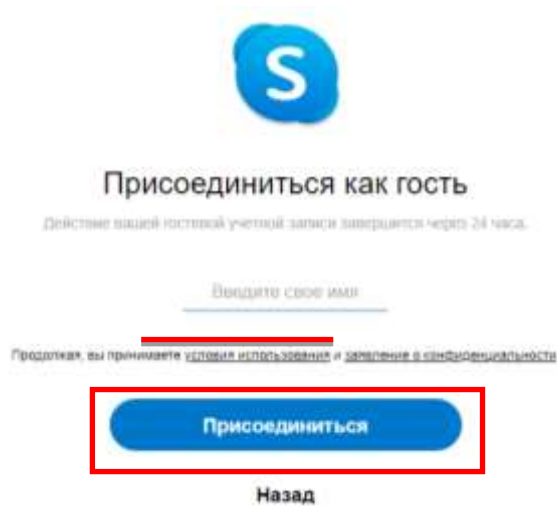 S
Присоединиться как гость
Действие вашей гостевой учетной записи завершится через 24 часа.
Введите свое имя
Продолжая, вы принимаете условия использования и заявление о конфиденциальности
Присоединиться
Назад